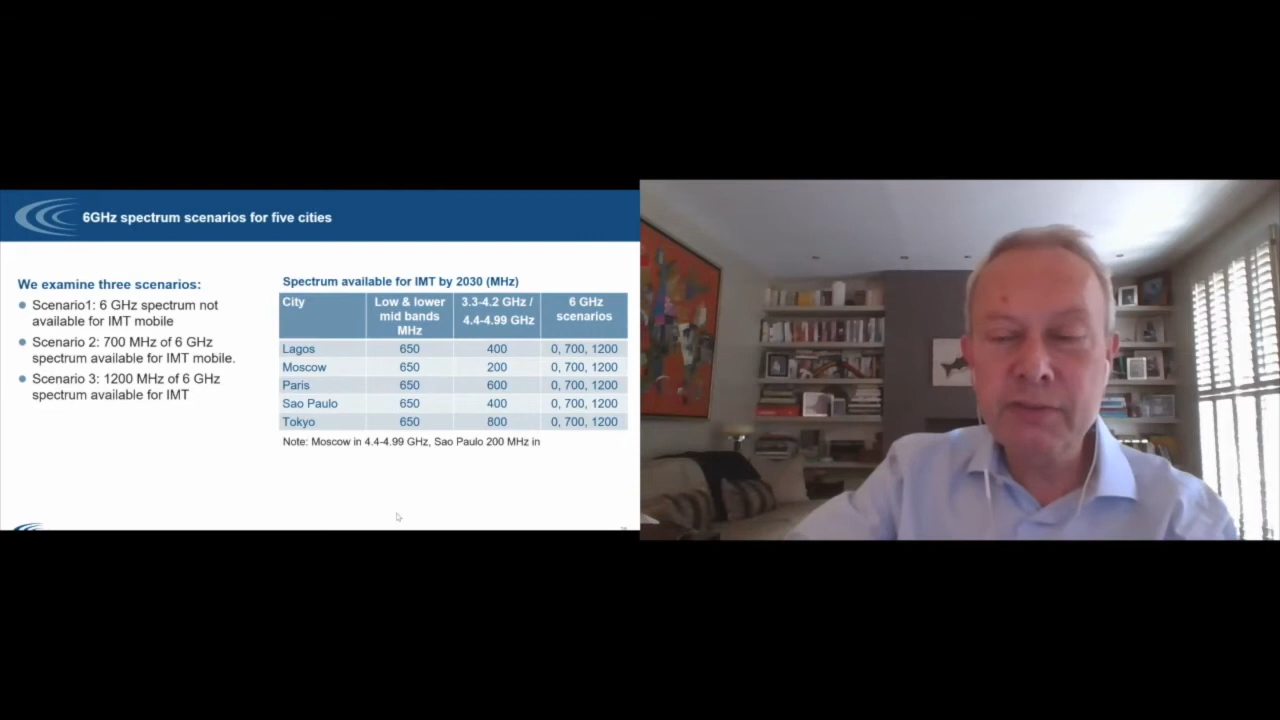 6GHz spectrum scenarios for five cities
We examine three scenarios:
Scenario1: 6 GHz spectrum not
available for IMT mobile
Scenario 2: 700 MHz of 6 GHz
spectrum available for IMT mobile.
Scenario 3: 1200 MHz of 6 GHz
spectrum available for IMT
Spectrum available for IMT by 2030 (MHz)
City
Low & lower
mid bands
MHz
3.3-4.2 GHz /
4.4-4.99 GHz
6 GHz
scenarios
Lagos 650 400 0, 700, 1200
Moscow 650 200 0, 700, 1200
Paris 650 600 0, 700, 1200
Sao Paulo 650 400 0, 700, 1200
Tokyo 650 800 0, 700, 1200
Note: Moscow in 4.4-4.99 GHz, Sao Paulo 200 MHz in